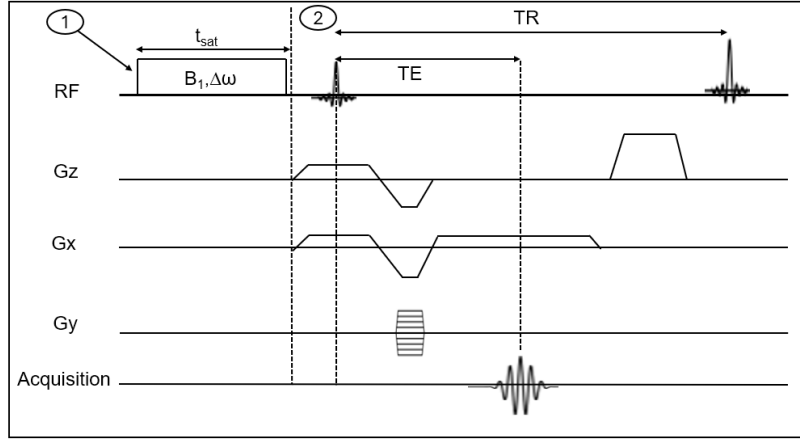 1
2
TR
t_sat
TE
B₁,Δω
RF
Gz
Gx
Gy
Acquisition